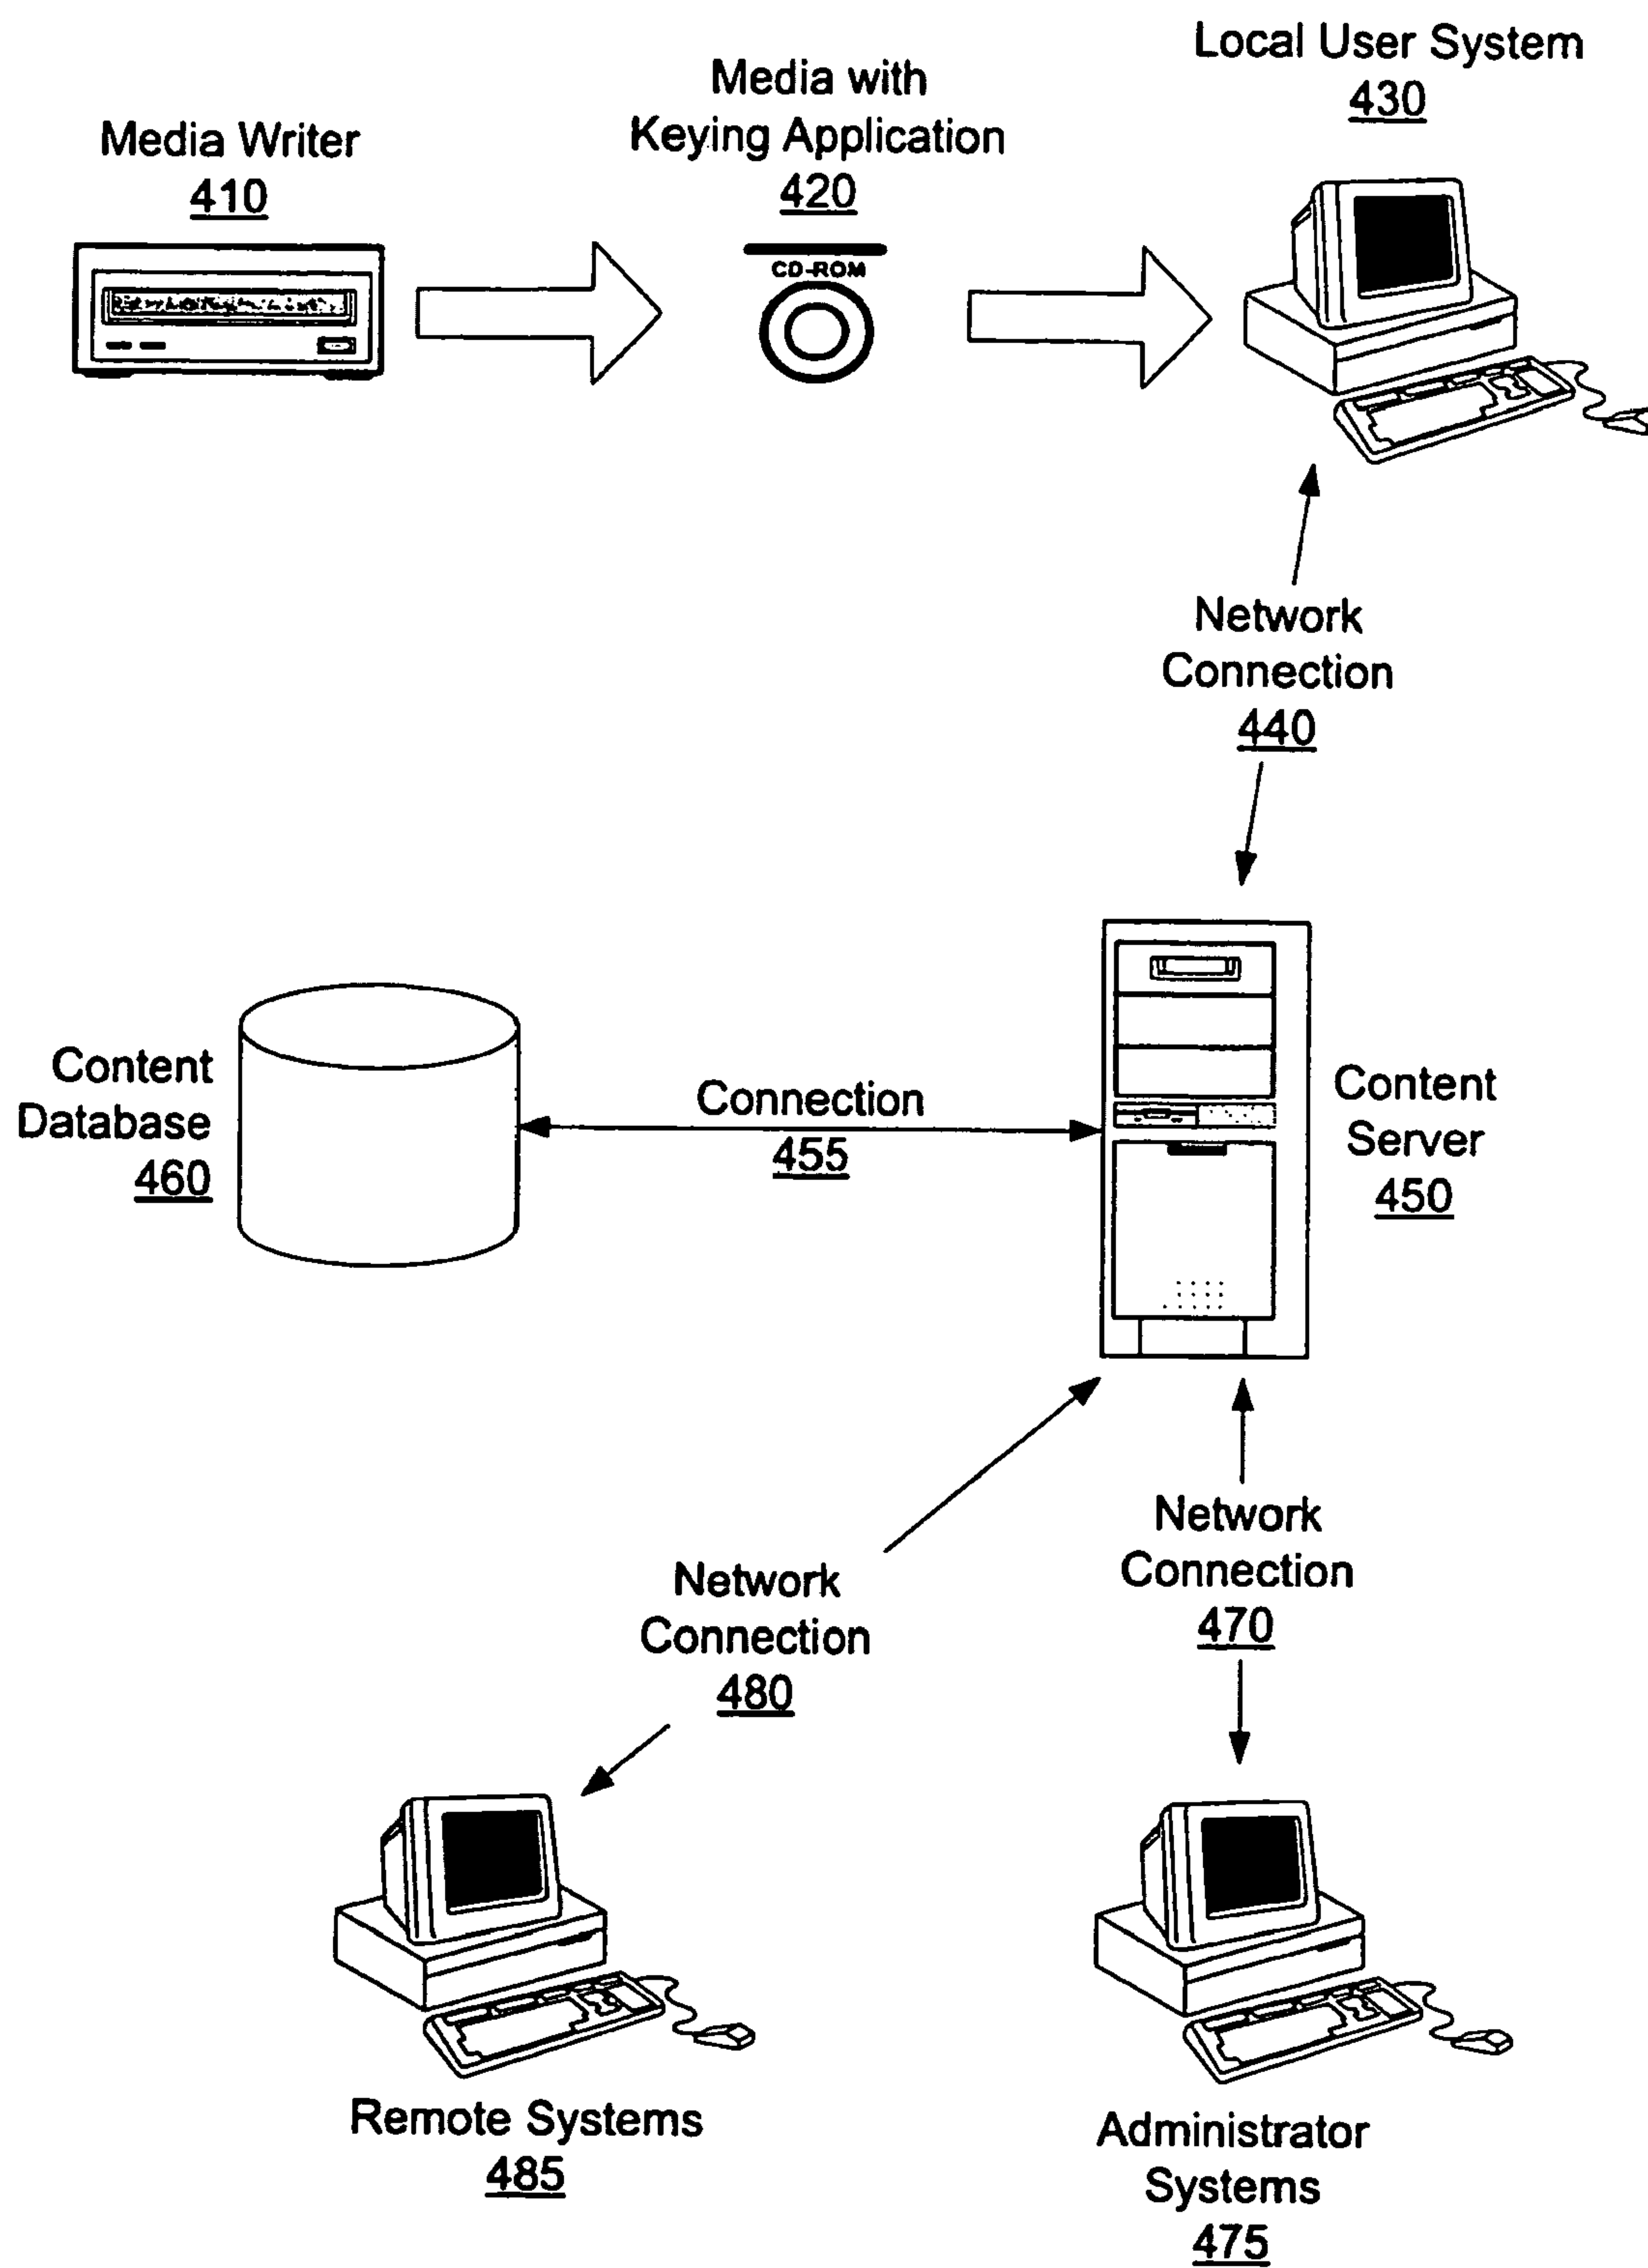 Local User System
430
Media with
Keying Application
420
Media Writer
410
CD-ROM
Network
Connection
440
Content
Database
460
Connection
455
Content
Server
450
Network
Connection
470
Network
Connection
480
Remote Systems
485
Administrator
Systems
475